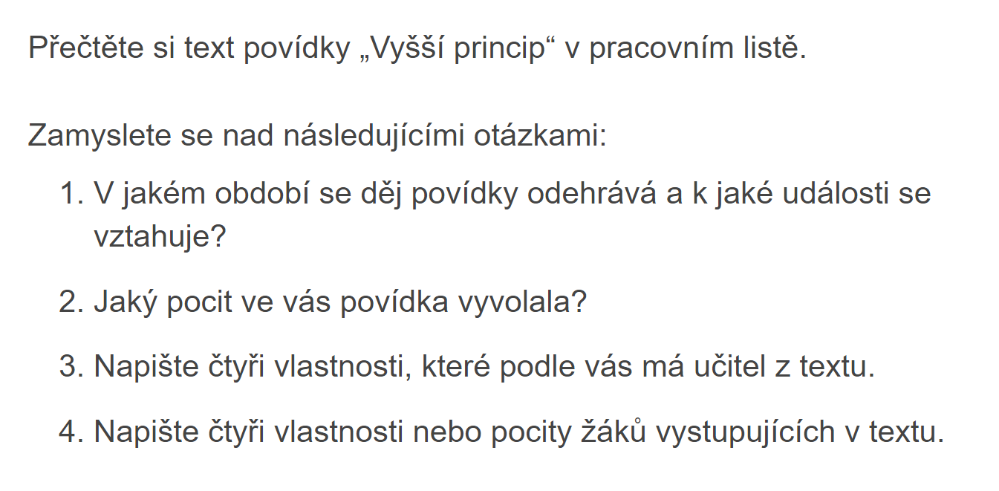 Přečtěte si text povídky „Vyšší princip“ v pracovním listě.
Zamyslete se nad následujícími otázkami:
1. V jakém období se děj povídky odehrává a k jaké události se
vztahuje?
2. Jaký pocit ve vás povídka vyvolala?
3. Napište čtyři vlastnosti, které podle vás má učitel z textu.
4. Napište čtyři vlastnosti nebo pocity žáků vystupujících v textu.